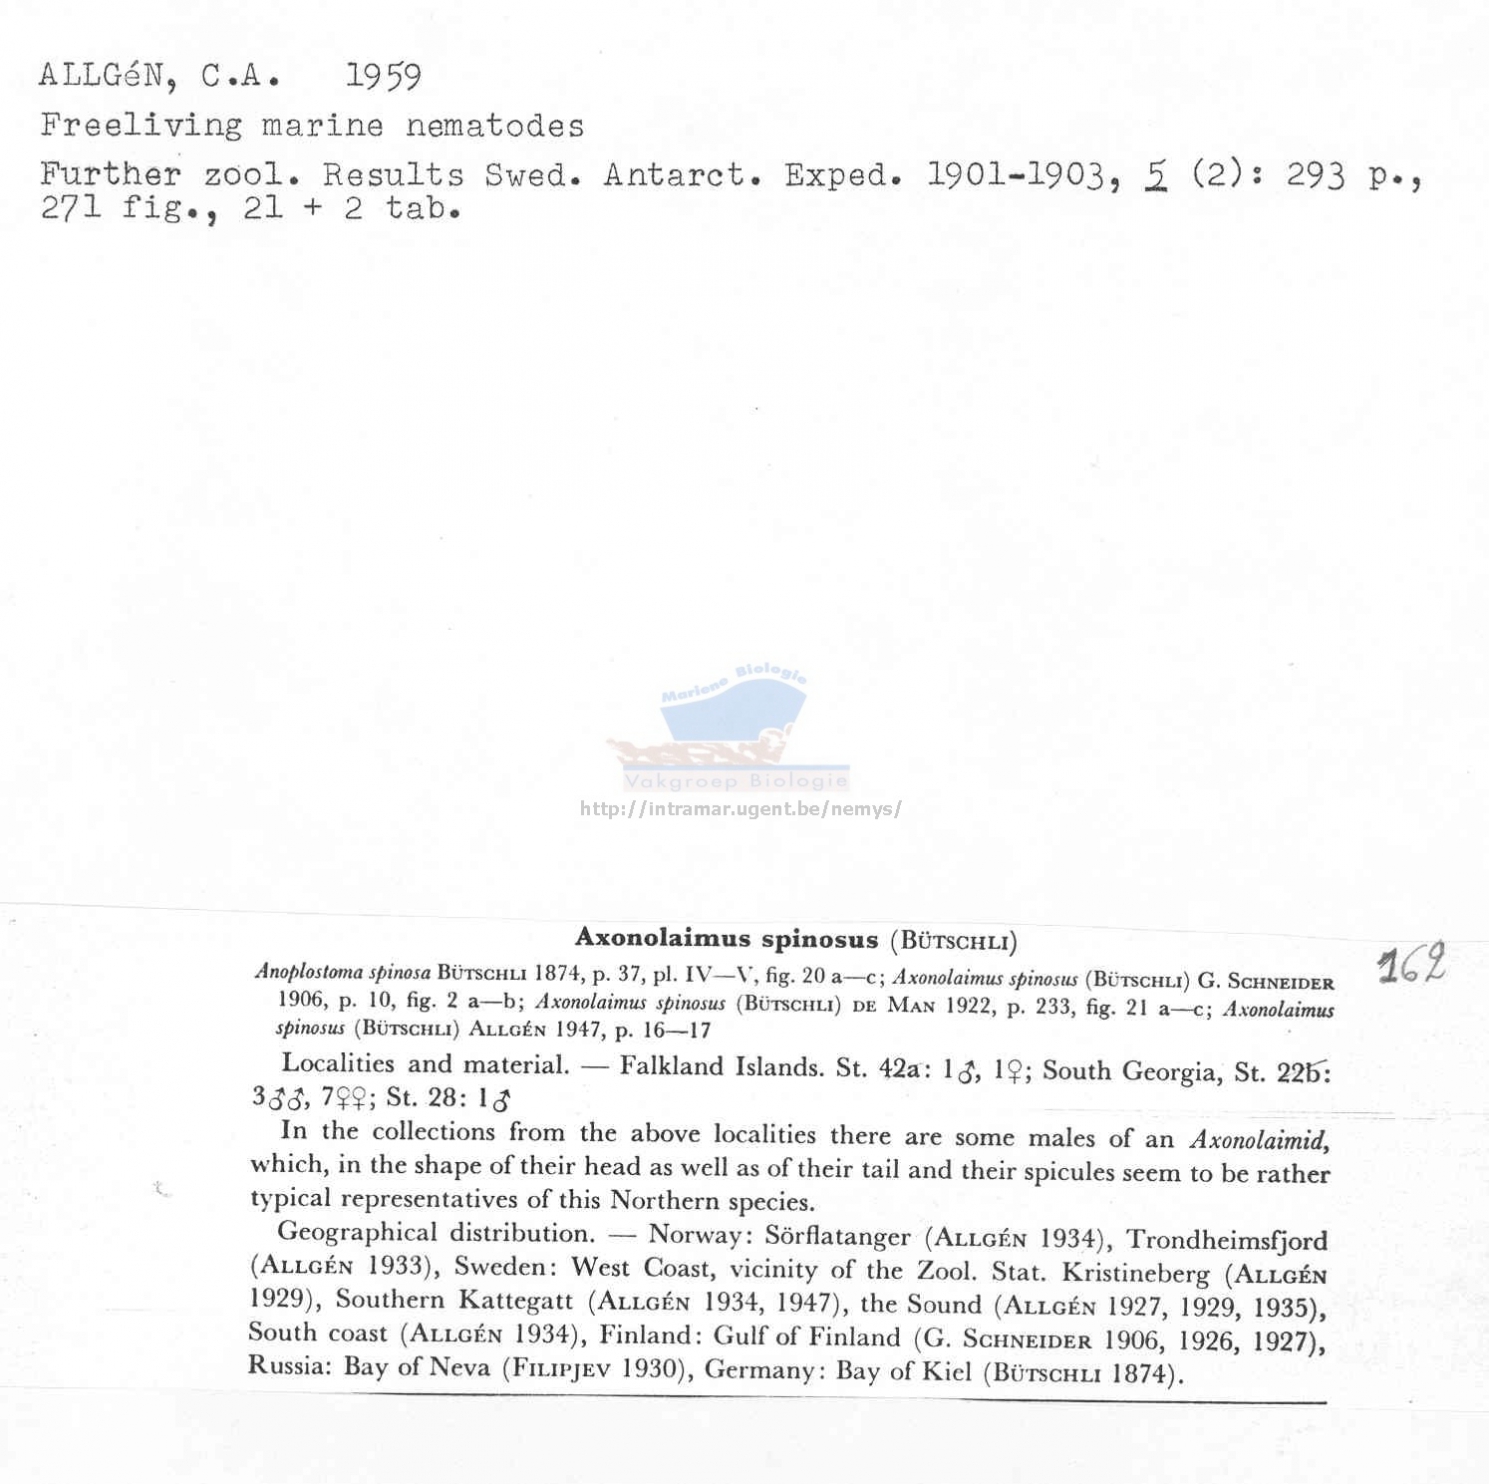 ALLGéN, C.A. 1959
Freeliving marine nematodes
Further zool. Results Swed. Antarct. Exped. 1901-1903, 5 (2): 293 p.,
271 fig., 21 + 2 tab.
Mariene Biologie
Vakgroep Biologie
http://intramar.ugent.be/nemys/
Axonolaimus spinosus (BÜTSCHLI)
162
Anoplostoma spinosa BÜTSCHLI 1874, p. 37, pl. IV—V, fig. 20 a—c; Axonolaimus spinosus (BÜTSCHLI) G. SCHNEIDER
1906, p. 10, fig. 2 a—b; Axonolaimus spinosus (BÜTSCHLI) DE MAN 1922, p. 233, fig. 21 a—c; Axonolaimus
spinosus (BÜTSCHLI) ALLGÉN 1947, p. 16—17
Localities and material. — Falkland Islands. St. 42a: 1♂, 1♀; South Georgia, St. 22b:
3♂♂, 7♀♀; St. 28: 1♂
In the collections from the above localities there are some males of an Axonolaimid,
which, in the shape of their head as well as of their tail and their spicules seem to be rather
typical representatives of this Northern species.
Geographical distribution. — Norway: Sörflatanger (ALLGÉN 1934), Trondheimsfjord
(ALLGÉN 1933), Sweden: West Coast, vicinity of the Zool. Stat. Kristineberg (ALLGÉN
1929), Southern Kattegatt (ALLGÉN 1934, 1947), the Sound (ALLGÉN 1927, 1929, 1935),
South coast (ALLGÉN 1934), Finland: Gulf of Finland (G. SCHNEIDER 1906, 1926, 1927),
Russia: Bay of Neva (FILIPJEV 1930), Germany: Bay of Kiel (BÜTSCHLI 1874).